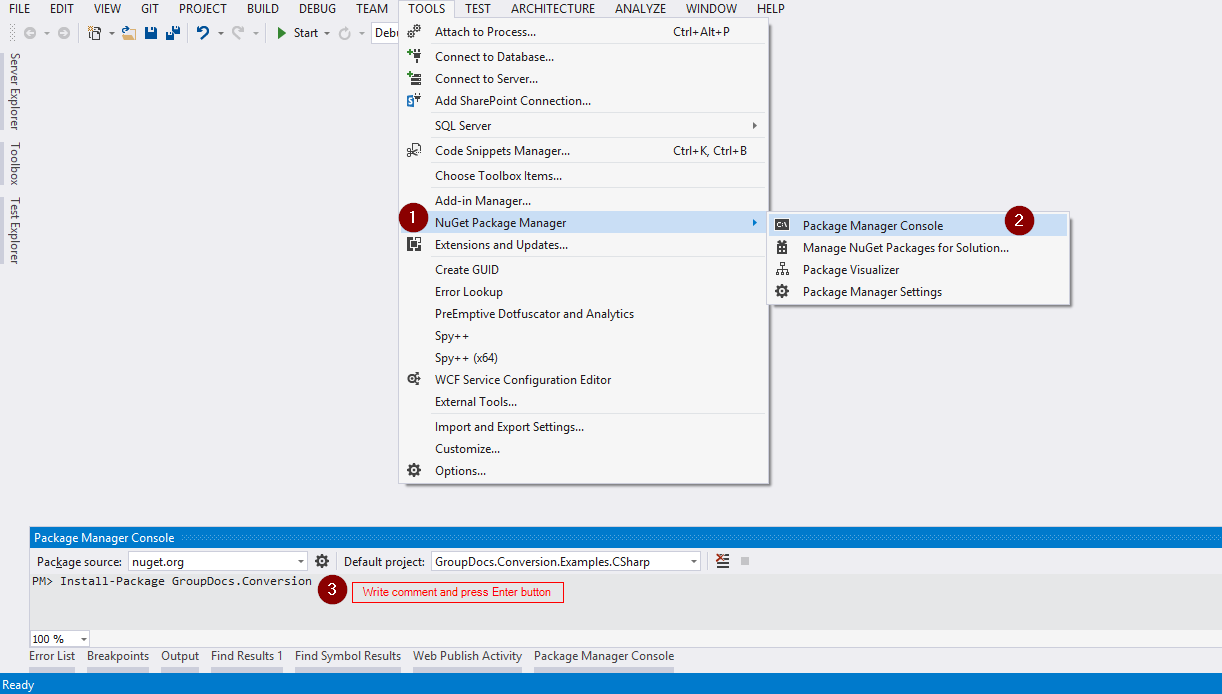 FILE EDIT VIEW GIT PROJECT BUILD DEBUG TEAM TOOLS TEST ARCHITECTURE ANALYZE WINDOW HELP
Start Debu
Server Explorer
Toolbox
Test Explorer
Attach to Process... Ctrl+Alt+P
Connect to Database...
Connect to Server...
Add SharePoint Connection...
SQL Server
Code Snippets Manager... Ctrl+K, Ctrl+B
Choose Toolbox Items...
Add-in Manager...
1 NuGet Package Manager
Extensions and Updates...
Create GUID
Error Lookup
PreEmptive Dotfuscator and Analytics
Spy++
Spy++ (x64)
WCF Service Configuration Editor
External Tools...
Import and Export Settings...
Customize...
Options...
Package Manager Console 2
Manage NuGet Packages for Solution...
Package Visualizer
Package Manager Settings
Package Manager Console
Package source: nuget.org Default project: GroupDocs.Conversion.Examples.CSharp
PM> Install-Package GroupDocs.Conversion
3 Write comment and press Enter button
100 %
Error List Breakpoints Output Find Results 1 Find Symbol Results Web Publish Activity Package Manager Console
Ready